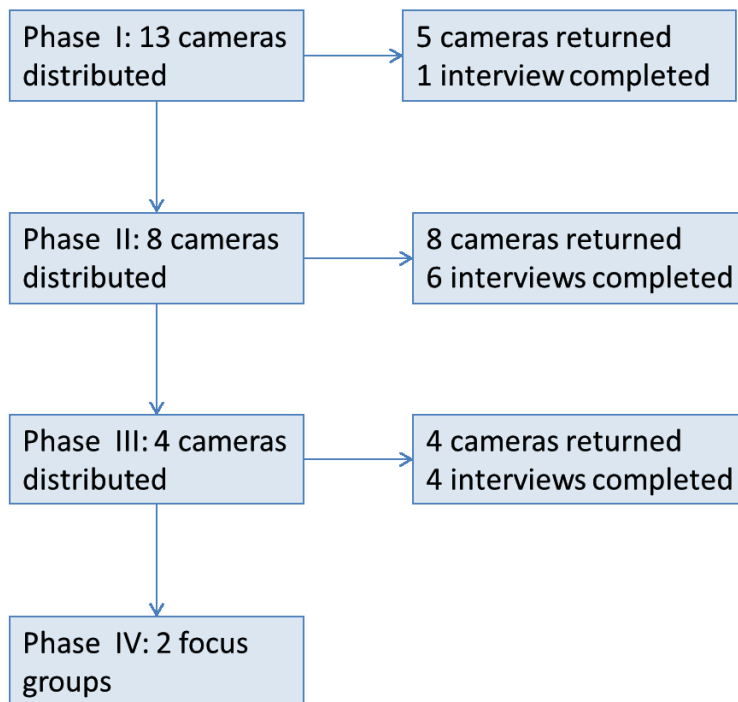 Phase I: 13 cameras
distributed
5 cameras returned
1 interview completed
Phase II: 8 cameras
distributed
8 cameras returned
6 interviews completed
Phase III: 4 cameras
distributed
4 cameras returned
4 interviews completed
Phase IV: 2 focus
groups